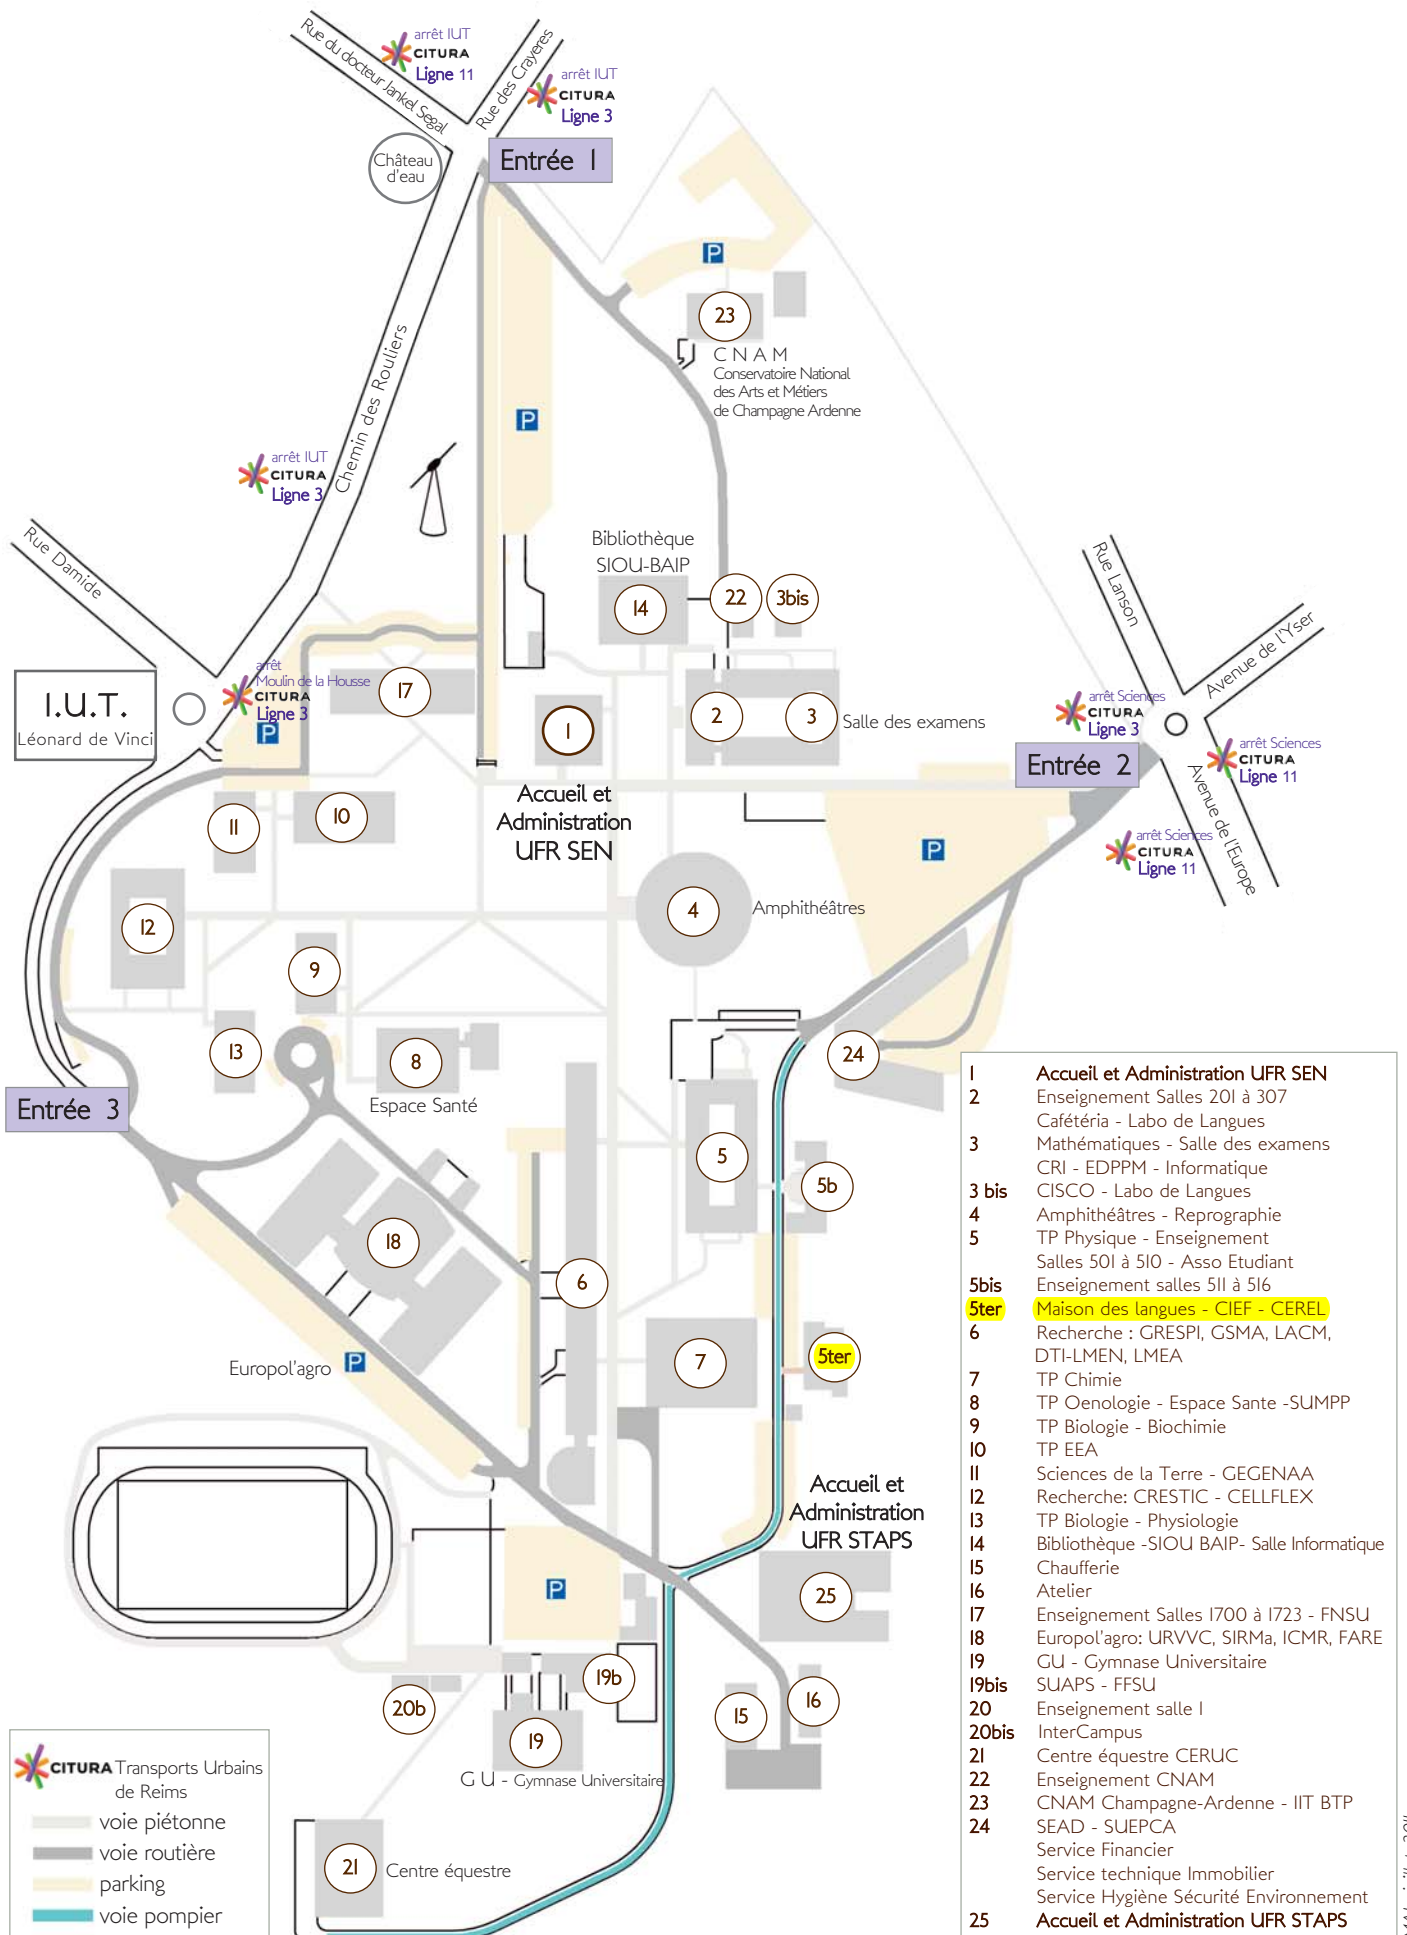 Rue du docteur Jankel Segal
arrêt IUT
CITURA
Ligne 11
Rue des Crayeres
arrêt IUT
CITURA
Ligne 3
Château
d'eau
Entrée 1
P
23
C N A M
Conservatoire National
des Arts et Métiers
de Champagne Ardenne
Chemin des Rouliers
P
arrêt IUT
CITURA
Ligne 3
Rue Damide
Bibliothèque
SIOU-BAIP
14
22
3bis
Rue Lanson
Avenue de l'Yser
I.U.T.
Léonard de Vinci
arrêt
Moulin de la Housse
CITURA
Ligne 3
P
17
1
2
3
Salle des examens
arrêt Sciences
CITURA
Ligne 3
Entrée 2
arrêt Sciences
CITURA
Ligne 11
Avenue de l'Europe
arrêt Sciences
CITURA
Ligne 11
Accueil et
Administration
UFR SEN
11
10
P
12
4
Amphithéâtres
9
13
8
Espace Santé
24
Entrée 3
5
5b
18
6
Europol'agro
P
7
5ter
Accueil et
Administration
UFR STAPS
P
25
19b
20b
19
15
16
G U - Gymnase Universitaire
21
Centre équestre
CITURA Transports Urbains
de Reims
voie piétonne
voie routière
parking
voie pompier
1 Accueil et Administration UFR SEN
2 Enseignement Salles 201 à 307
Cafétéria - Labo de Langues
3 Mathématiques - Salle des examens
CRI - EDPPM - Informatique
3 bis CISCO - Labo de Langues
4 Amphithéâtres - Reprographie
5 TP Physique - Enseignement
Salles 501 à 510 - Asso Etudiant
5bis Enseignement salles 511 à 516
5ter Maison des langues - CIEF - CEREL
6 Recherche : GRESPI, GSMA, LACM,
DTI-LMEN, LMEA
7 TP Chimie
8 TP Oenologie - Espace Sante -SUMPP
9 TP Biologie - Biochimie
10 TP EEA
11 Sciences de la Terre - GEGENAA
12 Recherche: CRESTIC - CELLFLEX
13 TP Biologie - Physiologie
14 Bibliothèque -SIOU BAIP- Salle Informatique
15 Chaufferie
16 Atelier
17 Enseignement Salles 1700 à 1723 - FNSU
18 Europol'agro: URVVC, SIRMa, ICMR, FARE
19 GU - Gymnase Universitaire
19bis SUAPS - FFSU
20 Enseignement salle 1
20bis InterCampus
21 Centre équestre CERUC
22 Enseignement CNAM
23 CNAM Champagne-Ardenne - IIT BTP
24 SEAD - SUEPCA
Service Financier
Service technique Immobilier
Service Hygiène Sécurité Environnement
25 Accueil et Administration UFR STAPS